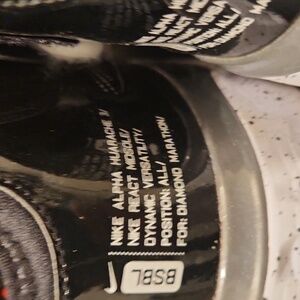 NIKE ALPHA HUARACHE
NIKE REACT MIDSOLE/
DYNAMIC VERSATILITY/
POSITION: ALL/
FOR: DIAMOND MARATHON/
BSBL